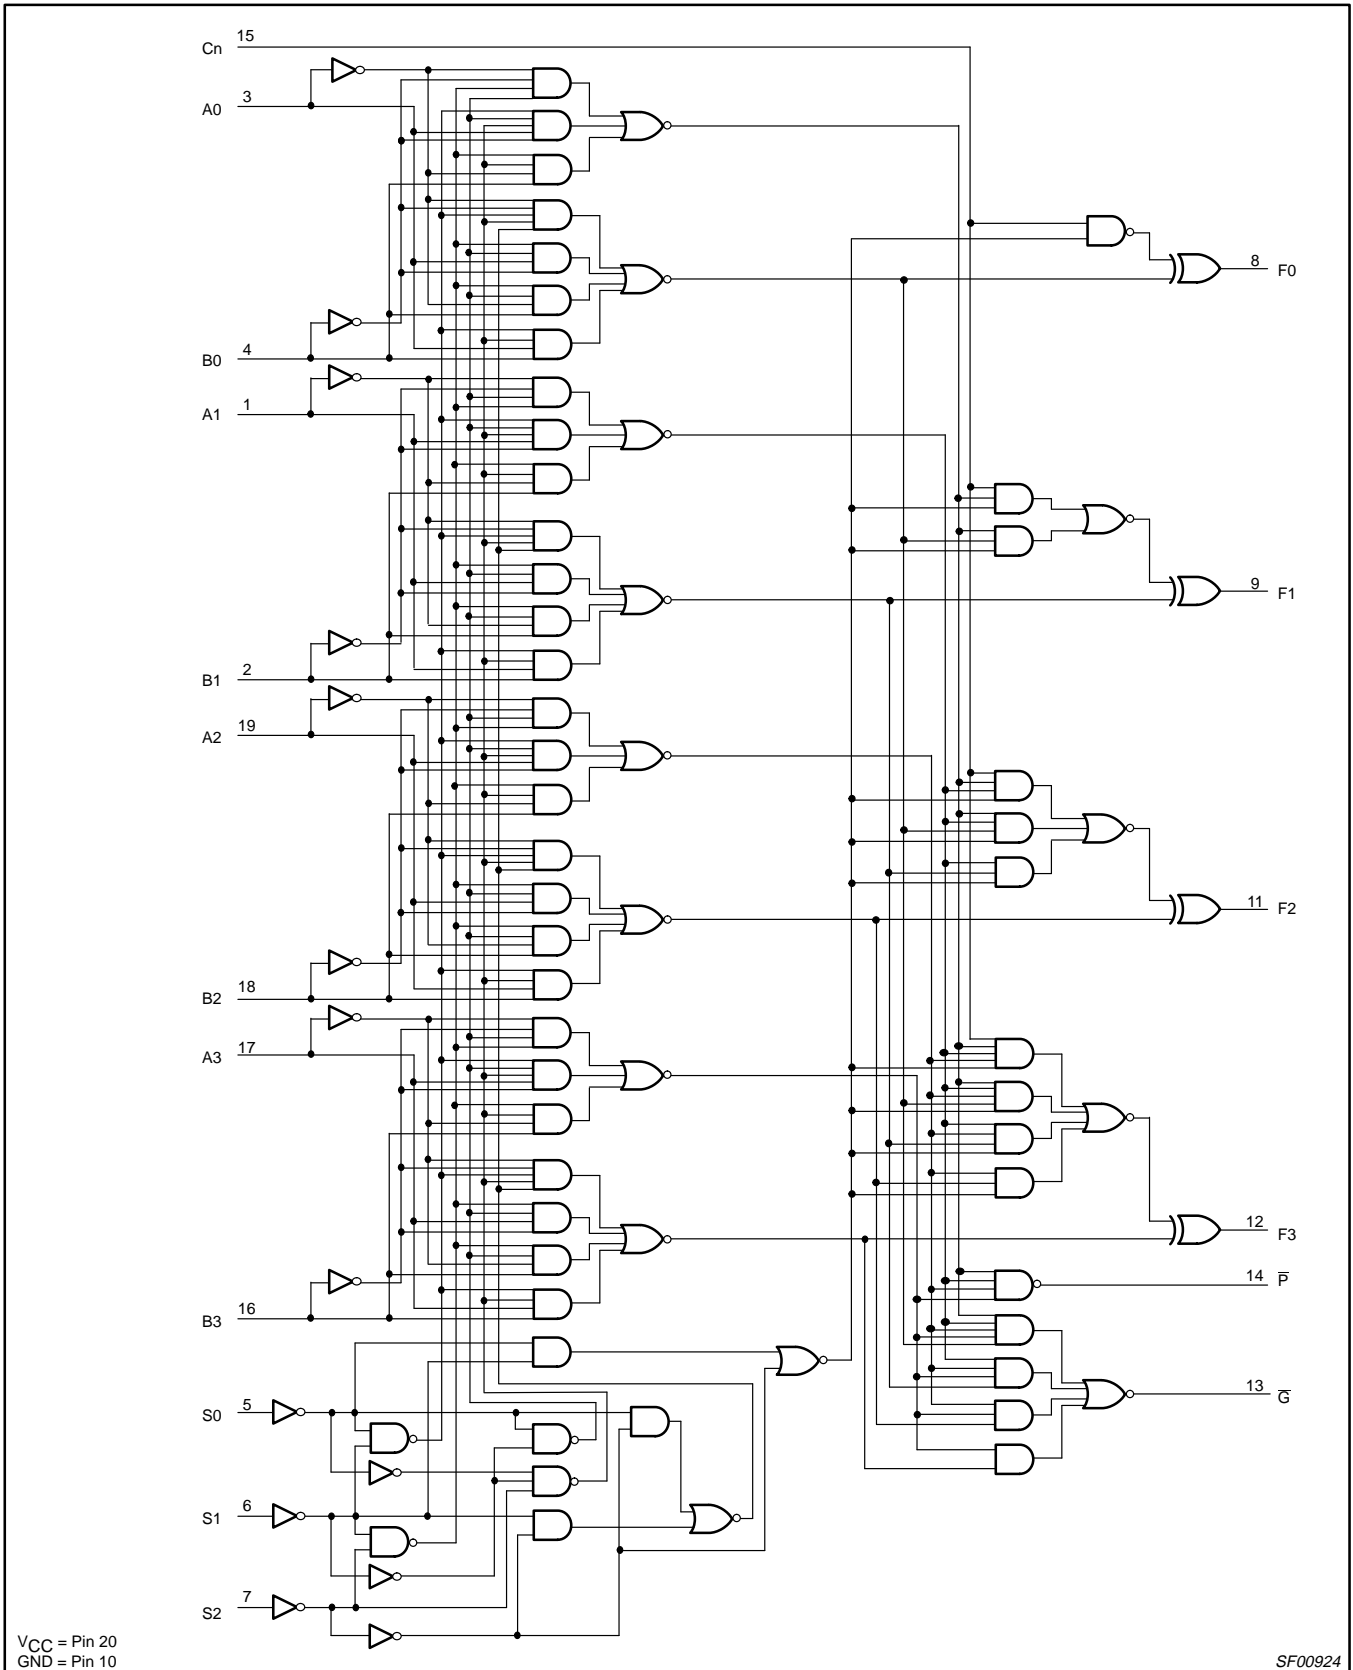 Cn 15
A0 3
8 F0
B0 4
A1 1
9 F1
B1 2
A2 19
11 F2
B2 18
A3 17
12 F3
14 P̅
B3 16
13 G̅
S0 5
S1 6
S2 7
VCC = Pin 20
GND = Pin 10
SF00924